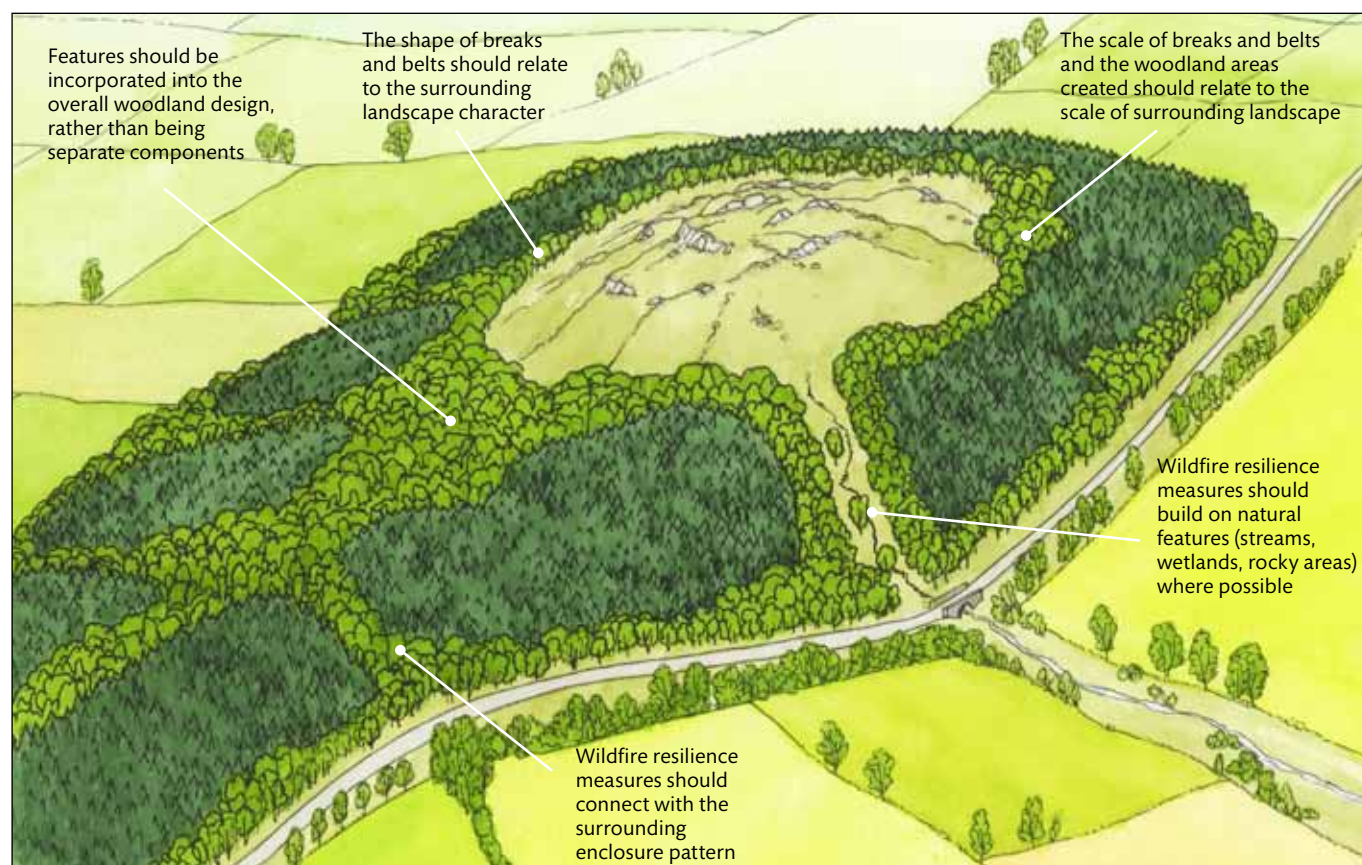 Features should be
incorporated into the
overall woodland design,
rather than being
separate components
The shape of breaks
and belts should relate
to the surrounding
landscape character
The scale of breaks and belts
and the woodland areas
created should relate to the
scale of surrounding landscape
Wildfire resilience
measures should
build on natural
features (streams,
wetlands, rocky areas)
where possible
Wildfire resilience
measures should
connect with the
surrounding
enclosure pattern